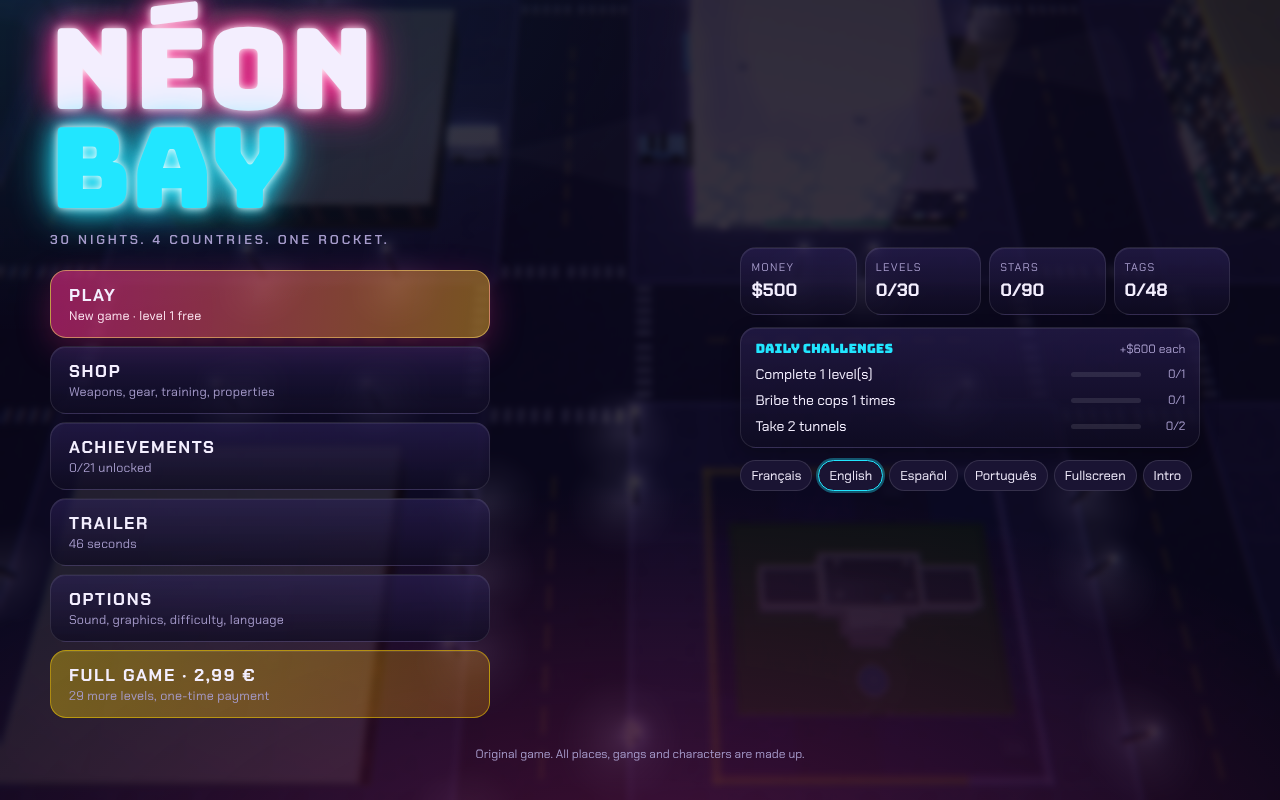 NÉON
BAY
30 NIGHTS. 4 COUNTRIES. ONE ROCKET.
PLAY
New game · level 1 free
SHOP
Weapons, gear, training, properties
ACHIEVEMENTS
0/21 unlocked
TRAILER
46 seconds
OPTIONS
Sound, graphics, difficulty, language
FULL GAME · 2,99 €
29 more levels, one-time payment
MONEY
$500
LEVELS
0/30
STARS
0/90
TAGS
0/48
DAILY CHALLENGES +$600 each
Complete 1 level(s) 0/1
Bribe the cops 1 times 0/1
Take 2 tunnels 0/2
Français English Español Português Fullscreen Intro
Original game. All places, gangs and characters are made up.